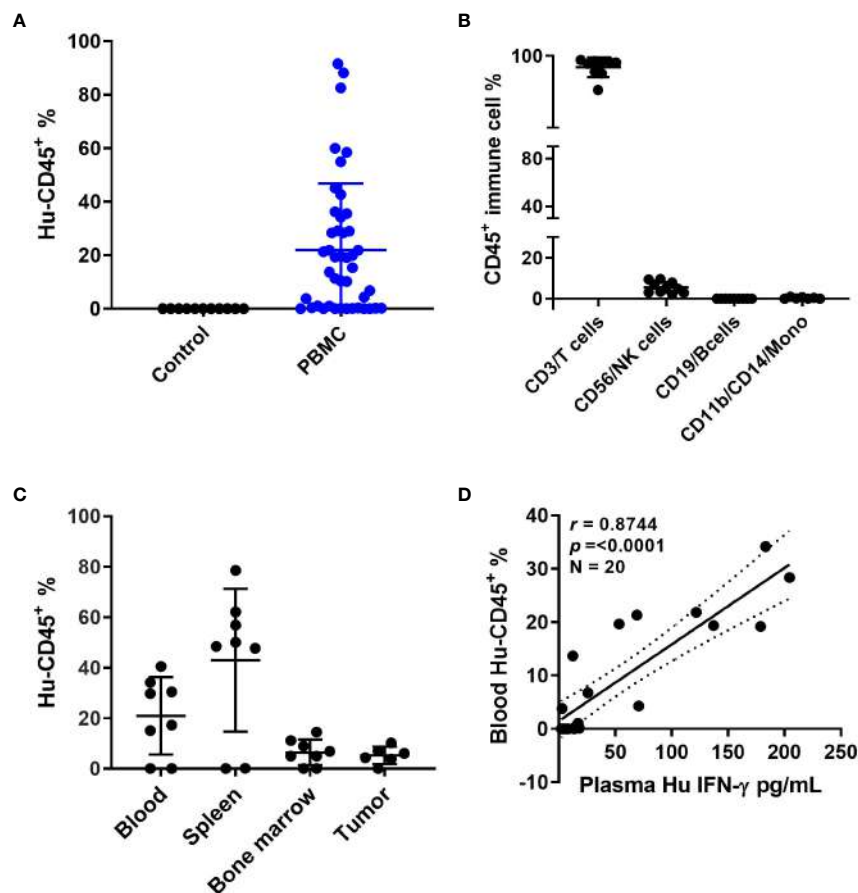 A
Hu-CD45+ %
100
80
60
40
20
0
Control
PBMC
B
CD45+ immune cell %
100
80
40
20
0
CD3/T cells
CD56/NK cells
CD19/Bcells
CD11b/CD14/Mono
C
Hu-CD45+ %
100
80
60
40
20
0
Blood
Spleen
Bone marrow
Tumor
D
r = 0.8744
p =<0.0001
N = 20
Blood Hu-CD45+ %
40
30
20
10
0
-10
50
100
150
200
250
Plasma Hu IFN-γ pg/mL